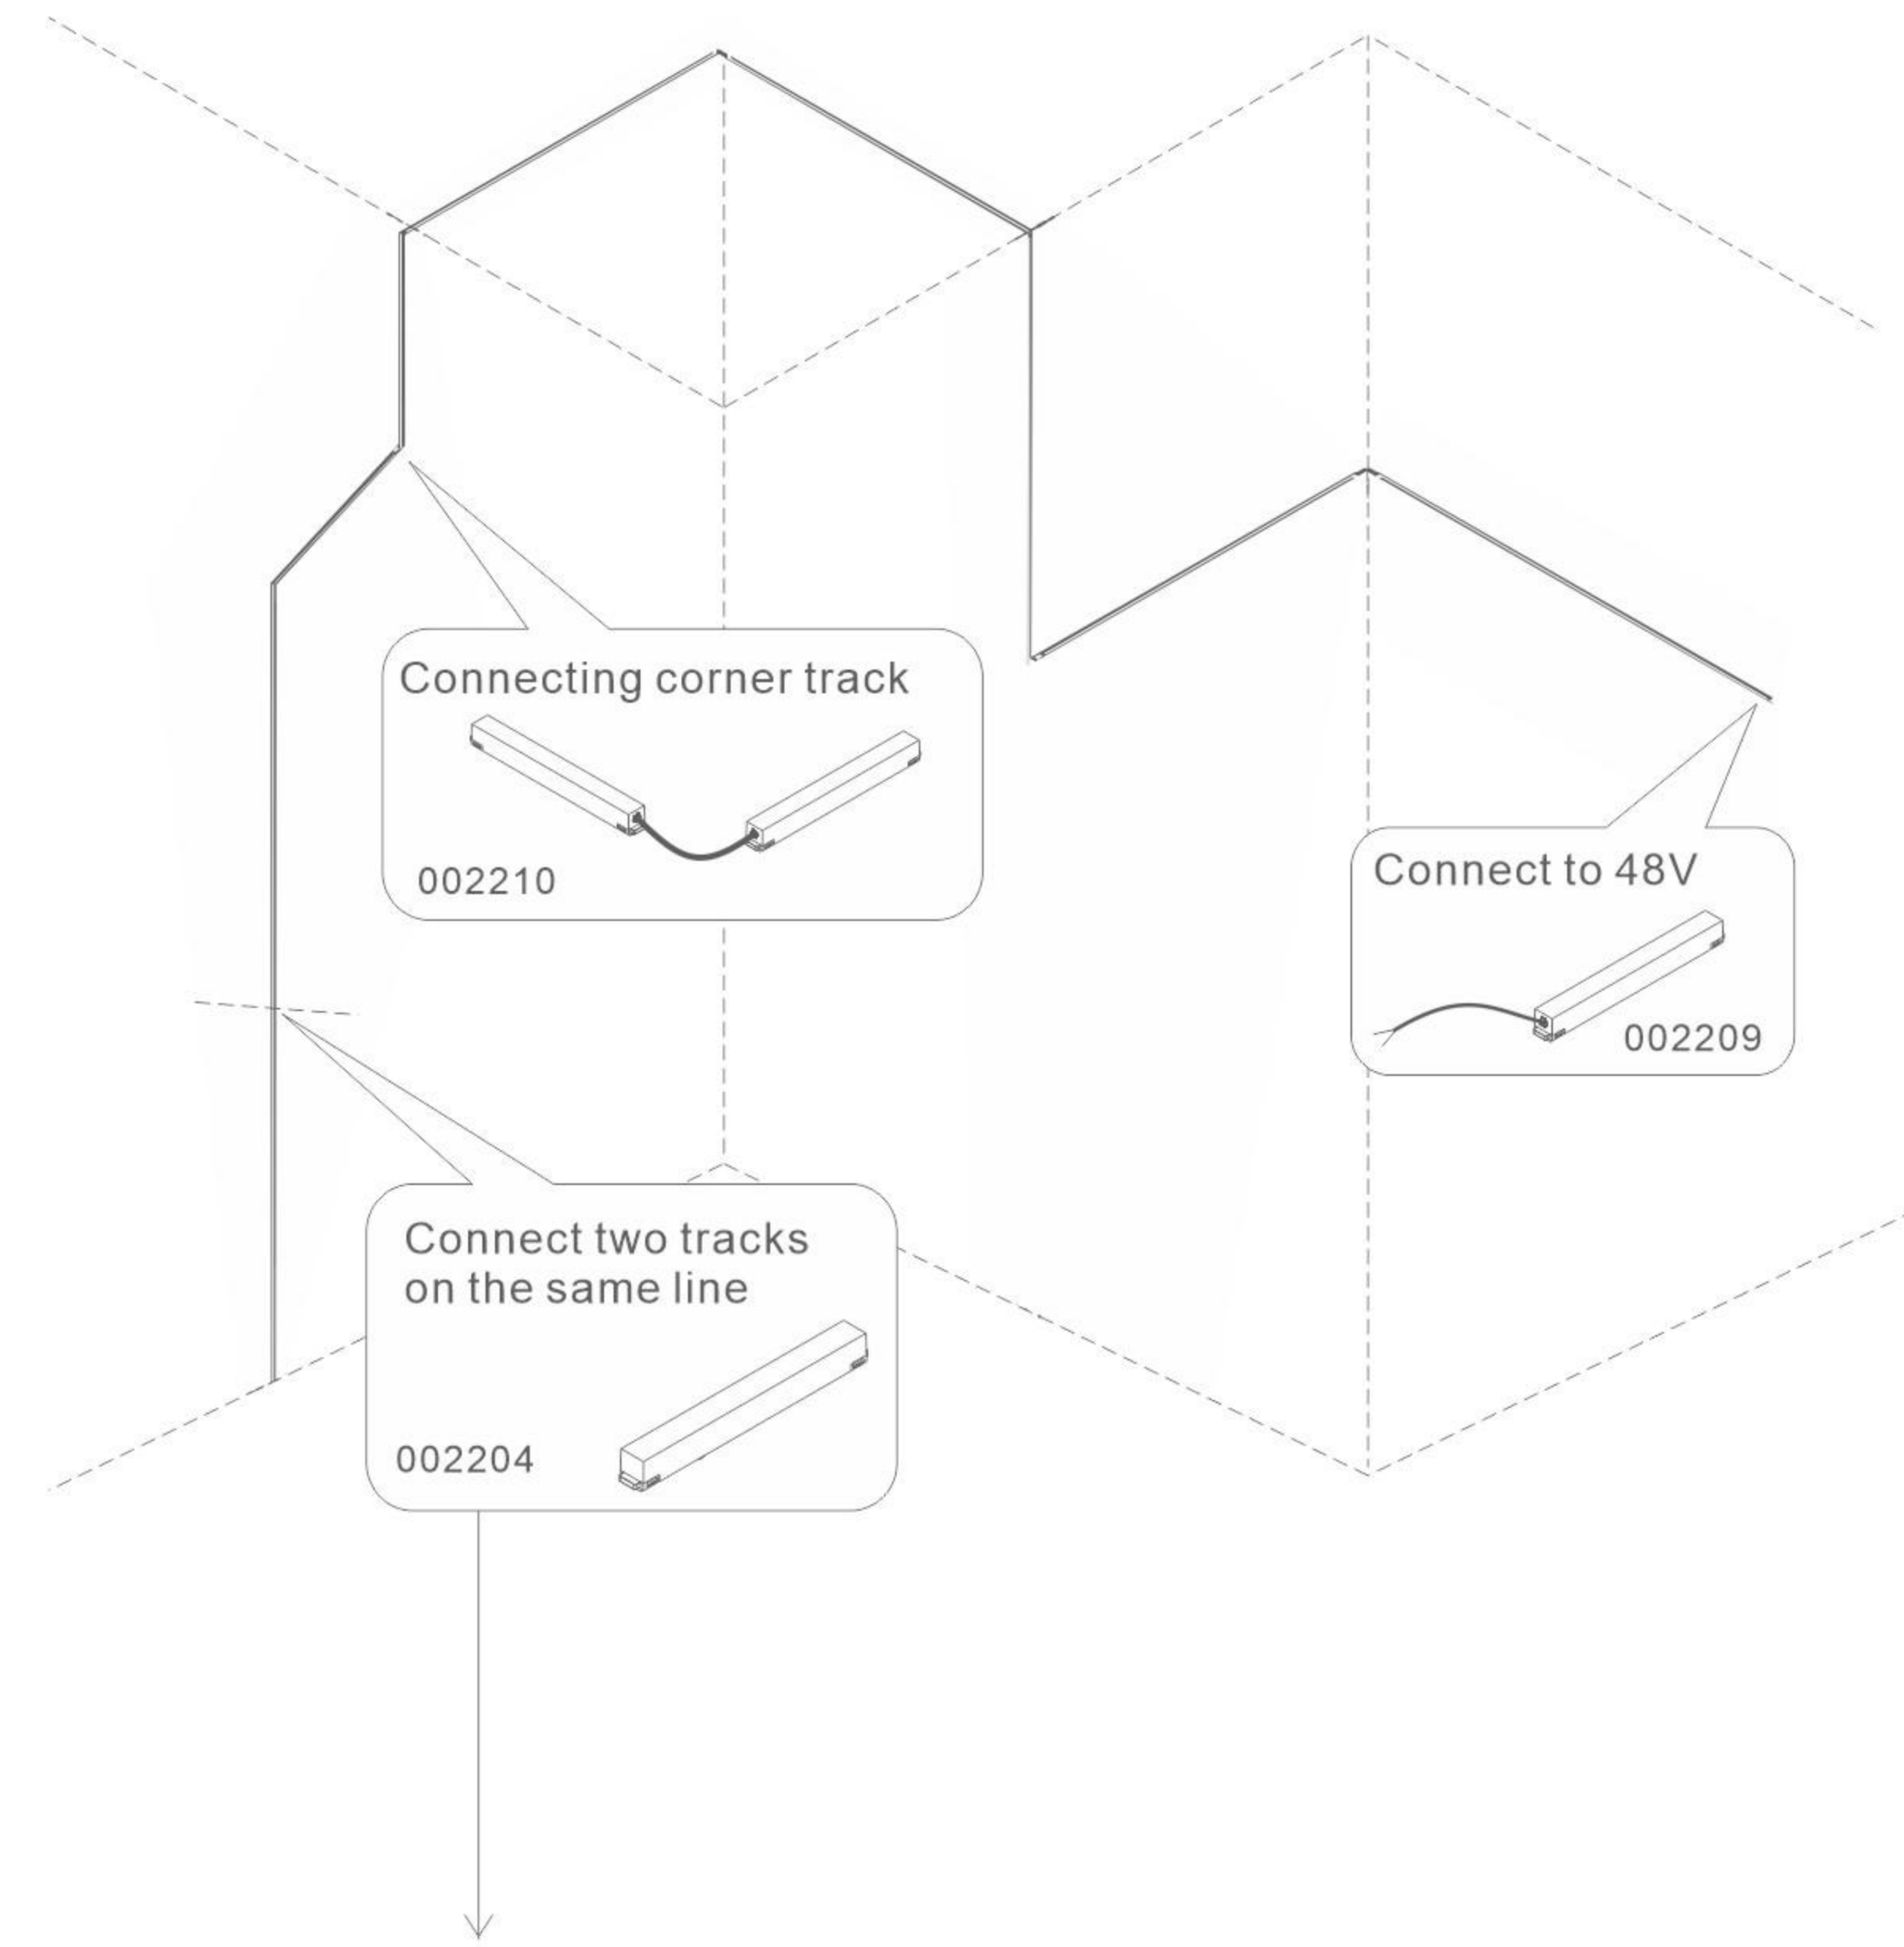 Connecting corner track
002210
Connect to 48V
002209
Connect two tracks
on the same line
002204